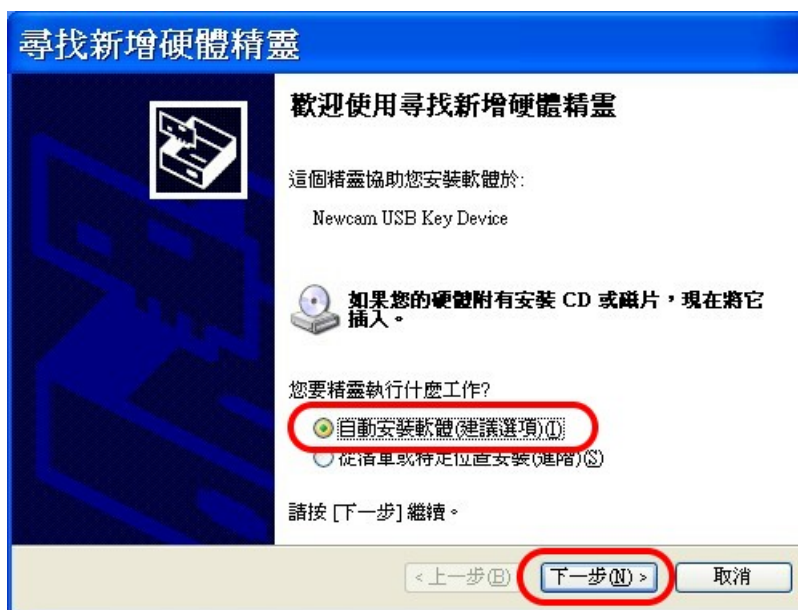 尋找新增硬體精靈
歡迎使用尋找新增硬體精靈
這個精靈協助您安裝軟體於:
Newcam USB Key Device
如果您的硬體附有安裝 CD 或磁片，現在將它
插入。
您要精靈執行什麼工作?
自動安裝軟體(建議選項)(I)
從清單或特定位置安裝(進階)(S)
請按 [下一步] 繼續。
<上一步(B)
下一步(N) >
取消